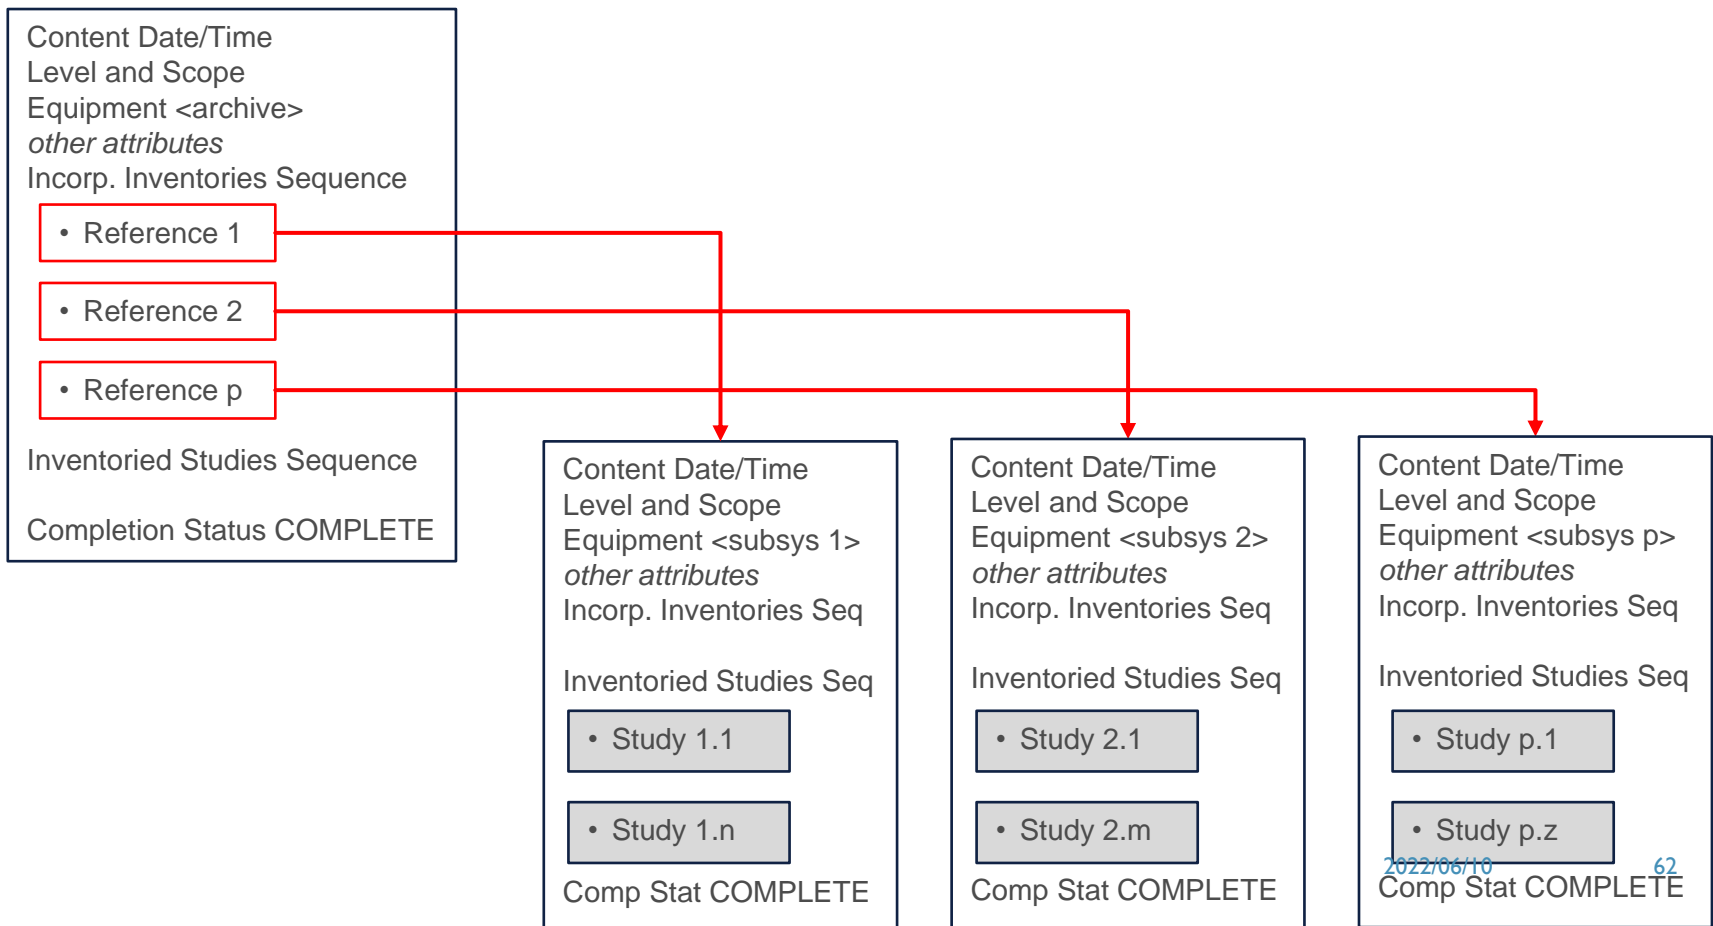 Content Date/Time
Level and Scope
Equipment <archive>
other attributes
Incorp. Inventories Sequence
• Reference 1
• Reference 2
• Reference p
Inventoried Studies Sequence
Completion Status COMPLETE
Content Date/Time
Level and Scope
Equipment <subsys 1>
other attributes
Incorp. Inventories Seq
Inventoried Studies Seq
• Study 1.1
• Study 1.n
Comp Stat COMPLETE
Content Date/Time
Level and Scope
Equipment <subsys 2>
other attributes
Incorp. Inventories Seq
Inventoried Studies Seq
• Study 2.1
• Study 2.m
Comp Stat COMPLETE
Content Date/Time
Level and Scope
Equipment <subsys p>
other attributes
Incorp. Inventories Seq
Inventoried Studies Seq
• Study p.1
• Study p.z
2022/06/10 62
Comp Stat COMPLETE